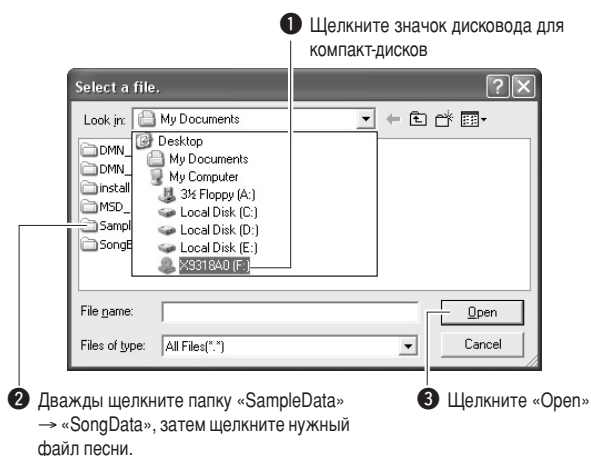 ❶ Щелкните значок дисковода для
компакт-дисков
Select a file.
Look in: My Documents
Desktop
My Documents
My Computer
3½ Floppy (A:)
Local Disk (C:)
Local Disk (D:)
Local Disk (E:)
X9318A0 (F:)
DMN_
DMN_
install
MSD_
Sampl
SongE
File name:
Open
Files of type: All Files(*.*)
Cancel
❷ Дважды щелкните папку «SampleData»
→ «SongData», затем щелкните нужный
файл песни.
❸ Щелкните «Open»